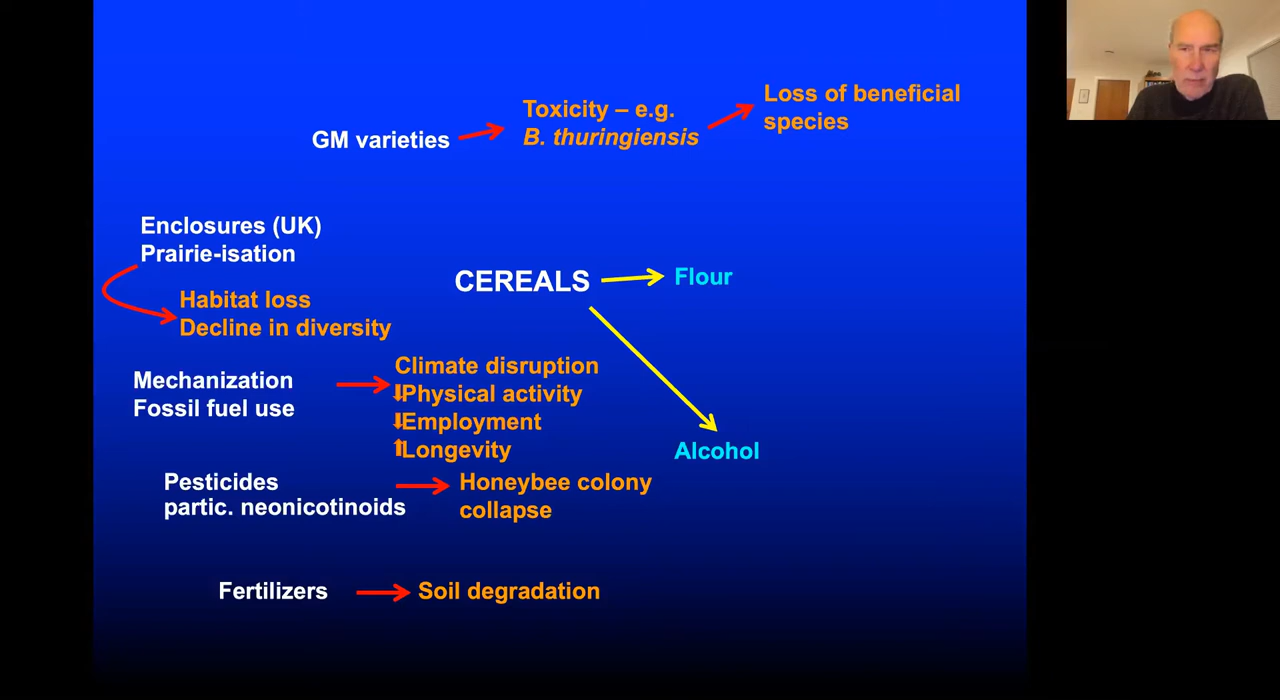 Loss of beneficial
species
Toxicity – e.g.
B. thuringiensis
GM varieties
Enclosures (UK)
Prairie-isation
Habitat loss
Decline in diversity
CEREALS
Flour
Mechanization
Fossil fuel use
Climate disruption
⬇Physical activity
⬇Employment
⬆Longevity
Alcohol
Pesticides
partic. neonicotinoids
Honeybee colony
collapse
Fertilizers
Soil degradation